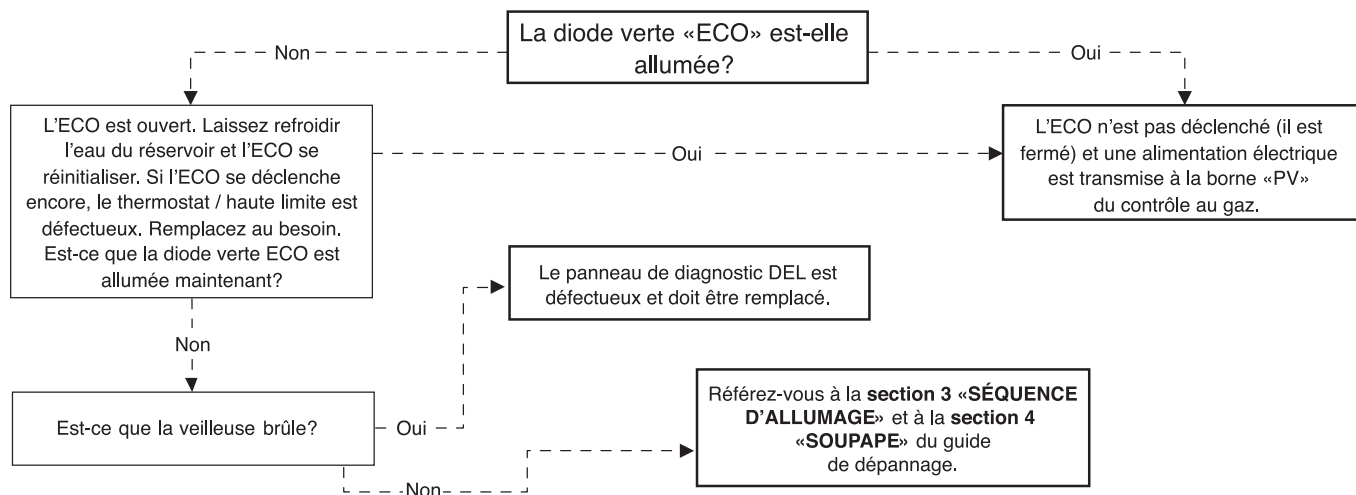 La diode verte «ECO» est-elle
allumée?
Non
Oui
L'ECO est ouvert. Laissez refroidir
l'eau du réservoir et l'ECO se
réinitialiser. Si l'ECO se déclenche
encore, le thermostat / haute limite est
défectueux. Remplacez au besoin.
Est-ce que la diode verte ECO est
allumée maintenant?
Oui
L'ECO n'est pas déclenché (il est
fermé) et une alimentation électrique
est transmise à la borne «PV»
du contrôle au gaz.
Le panneau de diagnostic DEL est
défectueux et doit être remplacé.
Non
Est-ce que la veilleuse brûle?
Oui
Référez-vous à la section 3 «SÉQUENCE
D'ALLUMAGE» et à la section 4
«SOUPAPE» du guide
de dépannage.
Non